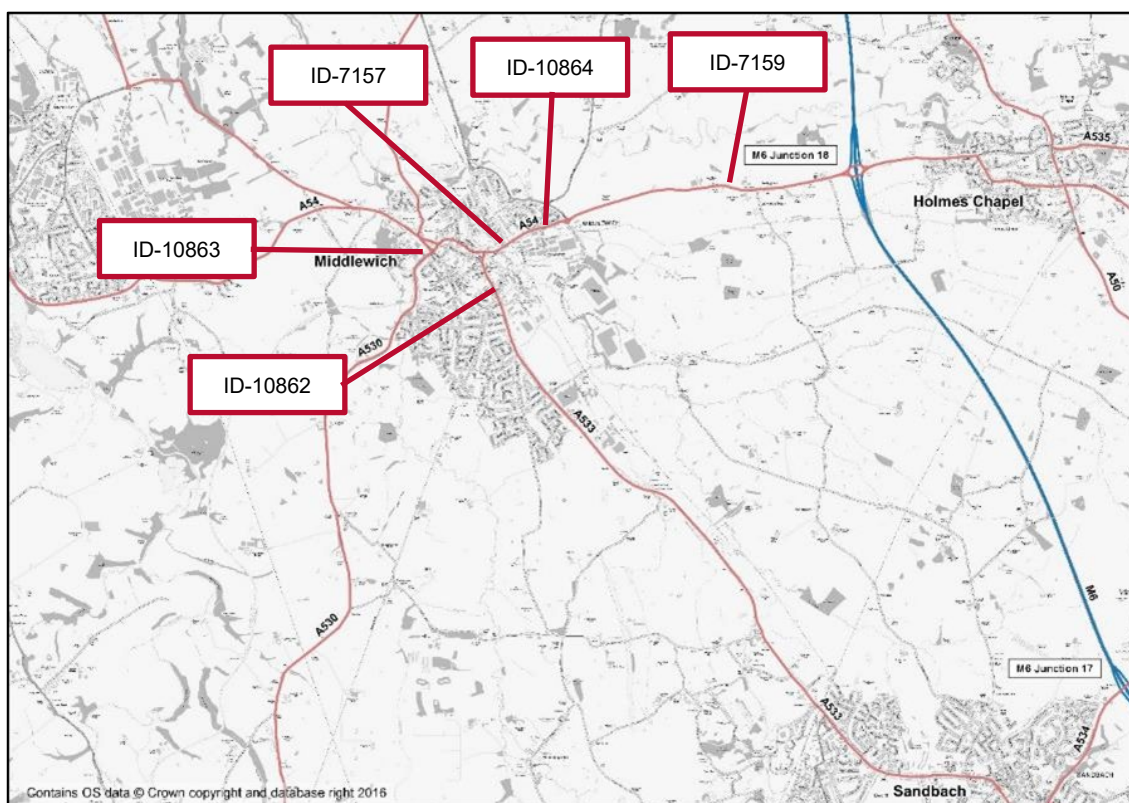 ID-7157
ID-10864
ID-7159
M6 Junction 18
A535
Holmes Chapel
A54
A54
ID-10863
Middlewich
A50
A530
ID-10862
A533
M6
A530
M6 Junction 17
A533
A534
SANDBACH
Sandbach
Contains OS data © Crown copyright and database right 2016